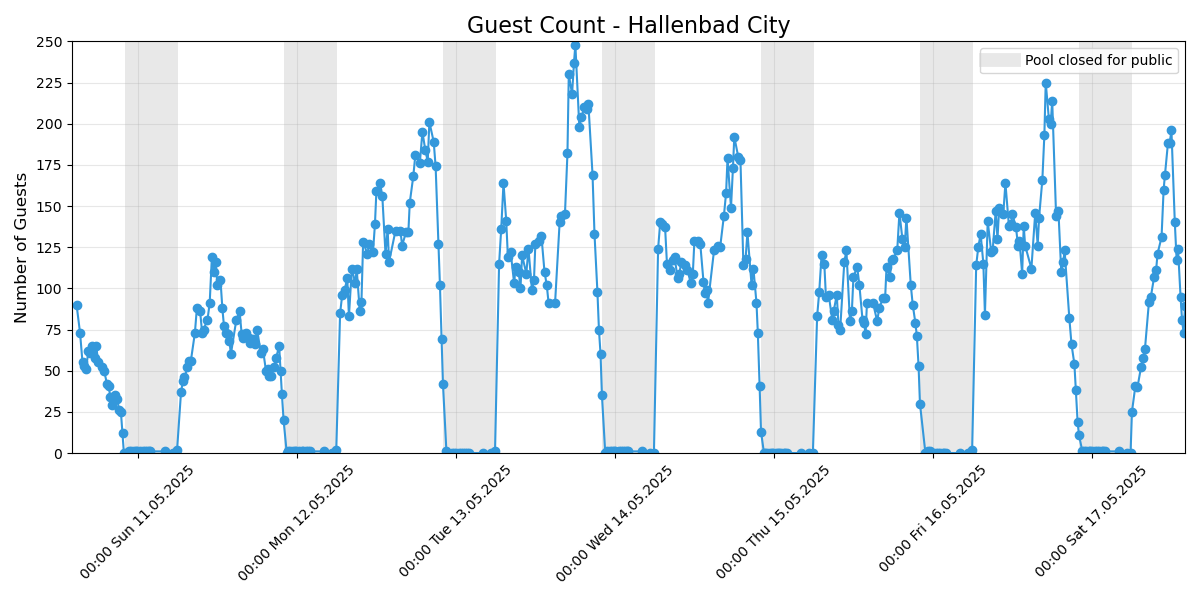 Guest Count - Hallenbad City
Pool closed for public
Number of Guests
250
225
200
175
150
125
100
75
50
25
0
00:00 Sun 11.05.2025
00:00 Mon 12.05.2025
00:00 Tue 13.05.2025
00:00 Wed 14.05.2025
00:00 Thu 15.05.2025
00:00 Fri 16.05.2025
00:00 Sat 17.05.2025